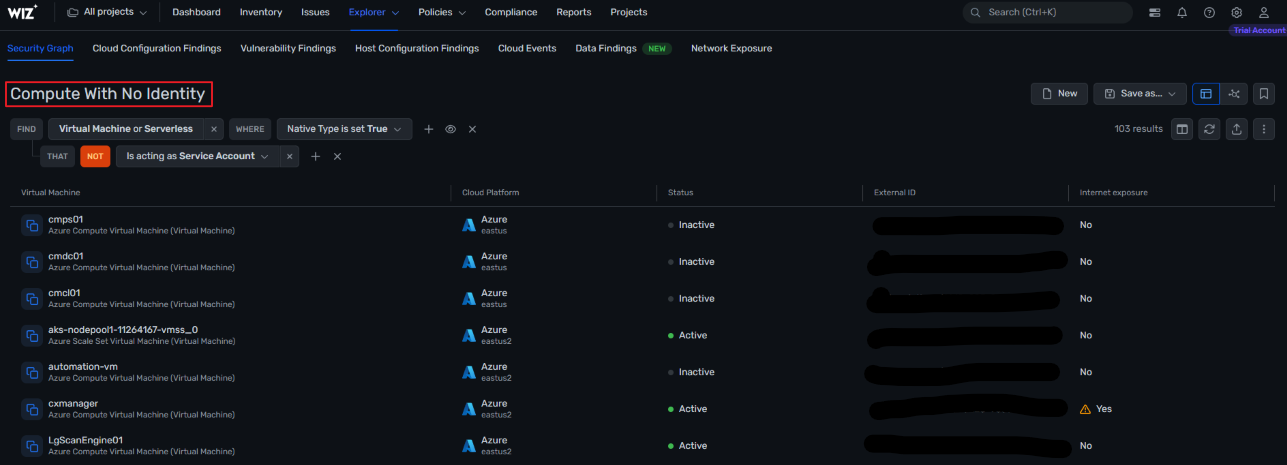 WIZ All projects Dashboard Inventory Issues Explorer Policies Compliance Reports Projects Search (Ctrl+K)
Trial Account
Security Graph Cloud Configuration Findings Vulnerability Findings Host Configuration Findings Cloud Events Data Findings NEW Network Exposure
Compute With No Identity New Save as...
FIND Virtual Machine or Serverless × WHERE Native Type is set True + × 103 results
THAT NOT Is acting as Service Account × + ×
Virtual Machine Cloud Platform Status External ID Internet exposure
cmps01 Azure
Azure Compute Virtual Machine (Virtual Machine) eastus Inactive No
cmdc01 Azure
Azure Compute Virtual Machine (Virtual Machine) eastus Inactive No
cmcl01 Azure
Azure Compute Virtual Machine (Virtual Machine) eastus Inactive No
aks-nodepool1-11264167-vmss_0 Azure
Azure Scale Set Virtual Machine (Virtual Machine) eastus2 Active No
automation-vm Azure
Azure Compute Virtual Machine (Virtual Machine) eastus2 Inactive No
cxmanager Azure
Azure Compute Virtual Machine (Virtual Machine) eastus2 Active Yes
LgScanEngine01 Azure
Azure Compute Virtual Machine (Virtual Machine) eastus2 Active No